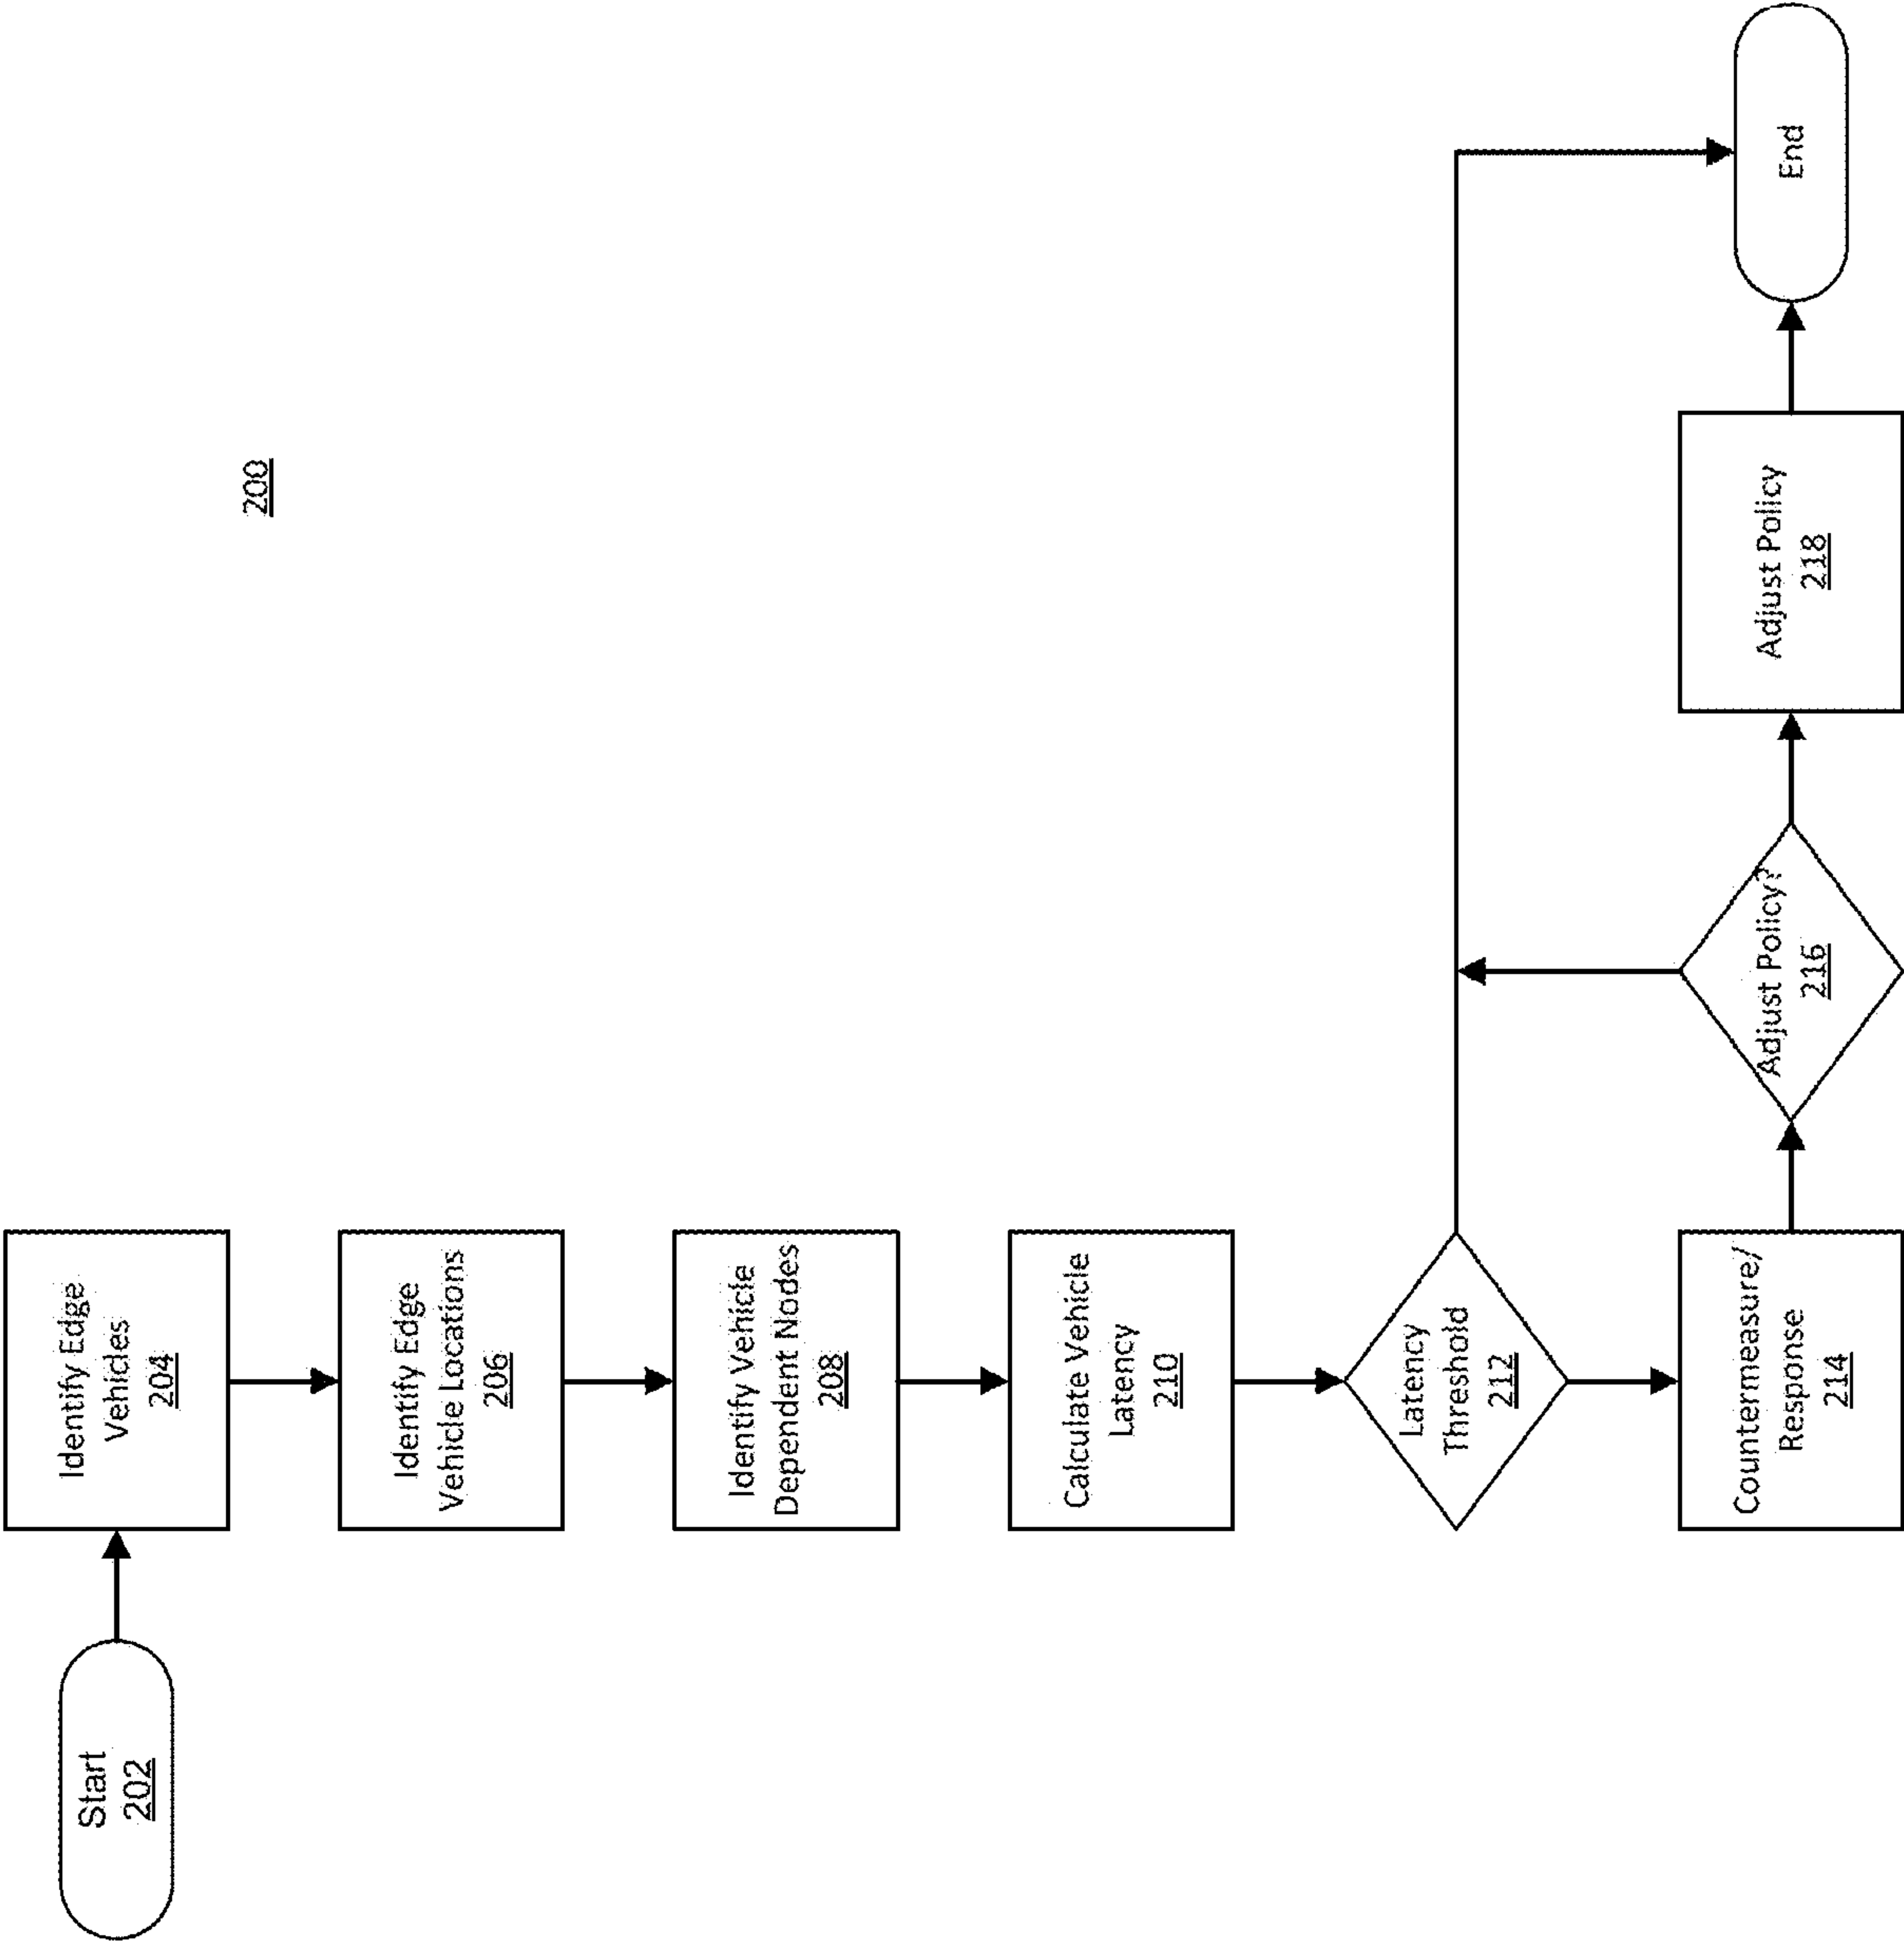 200
Start
202
Identify Edge
Vehicles
204
Identify Edge
Vehicle Locations
206
Identify Vehicle
Dependent Nodes
208
Calculate Vehicle
Latency
210
Latency
Threshold
212
Countermeasure/
Response
214
Adjust Policy?
216
Adjust Policy
218
End